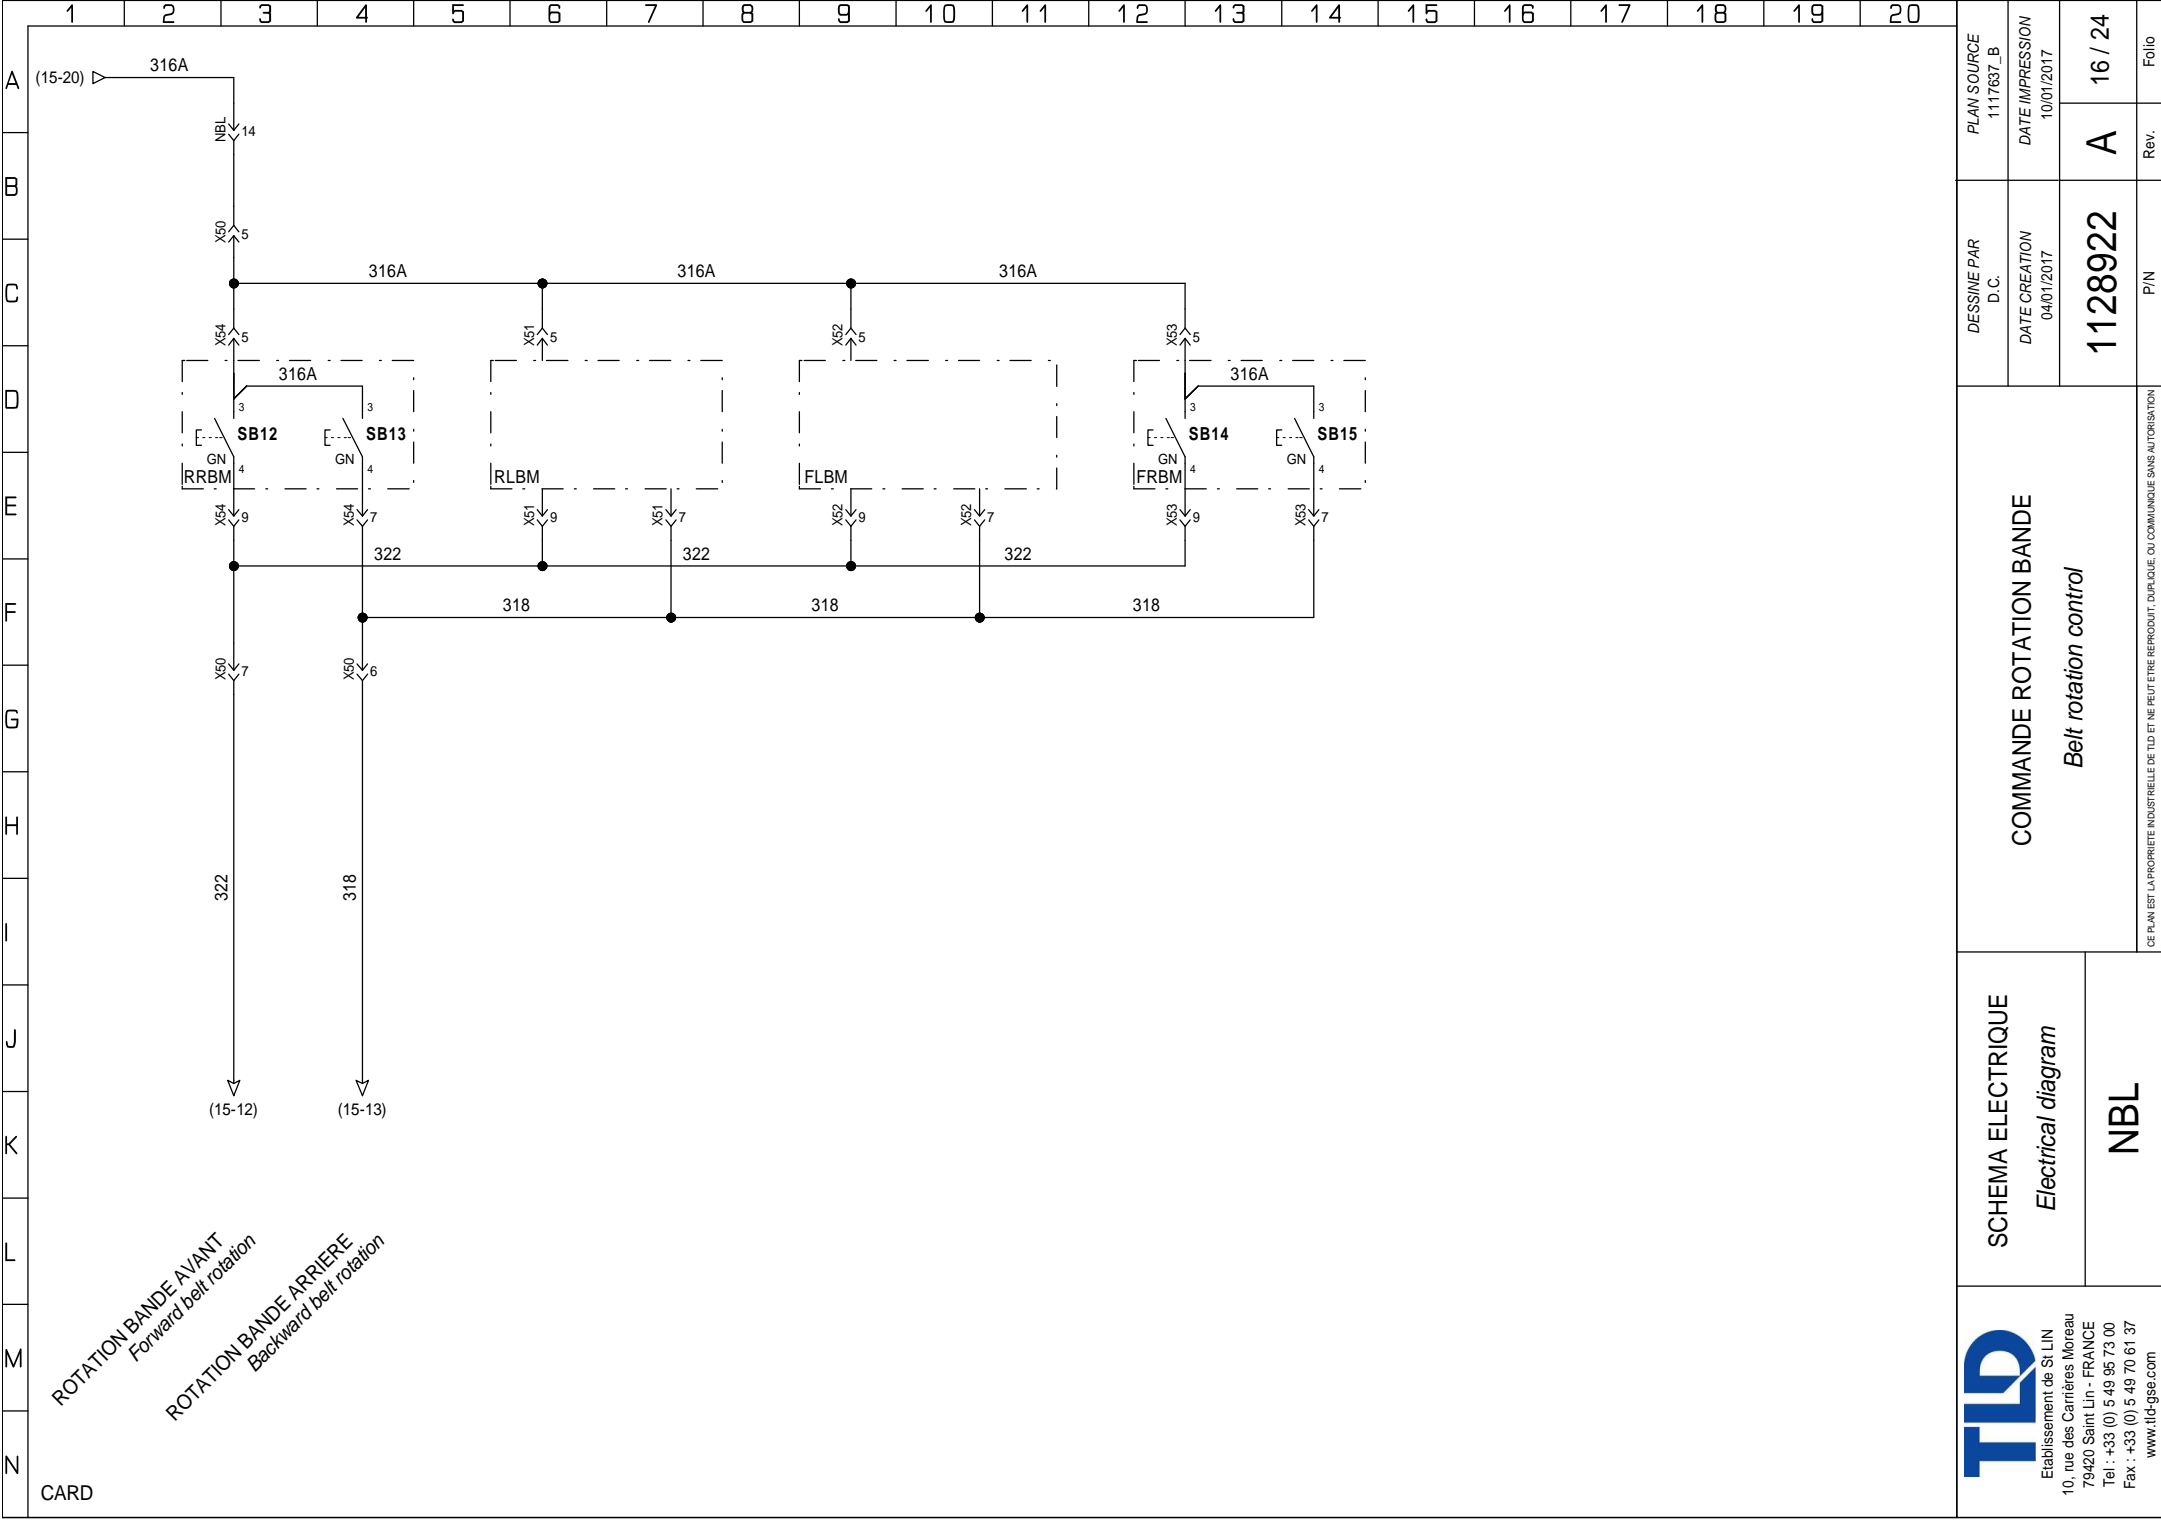 1 2 3 4 5 6 7 8 9 10 11 12 13 14 15 16 17 18 19 20
A
B
C
D
E
F
G
H
I
J
K
L
M
N
(15-20) 316A
NBL 14
X50 5
316A 316A 316A
X54 5 X51 5 X52 5 X53 5
316A 316A
3 3 3 3
SB12 SB13 SB14 SB15
GN GN GN GN
4 4 4 4
RRBM RLBM FLBM FRBM
X54 9 X54 7 X51 9 X51 7 X52 9 X52 7 X53 9 X53 7
322 322 322
318 318 318
X50 7 X50 6
322 318
(15-12) (15-13)
ROTATION BANDE AVANT
Forward belt rotation
ROTATION BANDE ARRIERE
Backward belt rotation
CARD
TLD
Etablissement de St LIN
10, rue des Carrières Moreau
79420 Saint Lin - FRANCE
Tel : +33 (0) 5 49 95 73 00
Fax : +33 (0) 5 49 70 61 37
www.tld-gse.com
SCHEMA ELECTRIQUE
Electrical diagram
NBL
COMMANDE ROTATION BANDE
Belt rotation control
CE PLAN EST LA PROPRIETE INDUSTRIELLE DE TLD ET NE PEUT ETRE REPRODUIT, DUPLIQUE, OU COMMUNIQUE SANS AUTORISATION
DESSINE PAR
D.C.
DATE CREATION
04/01/2017
1128922
P/N
PLAN SOURCE
1117637_B
DATE IMPRESSION
10/01/2017
A
Rev.
16 / 24
Folio